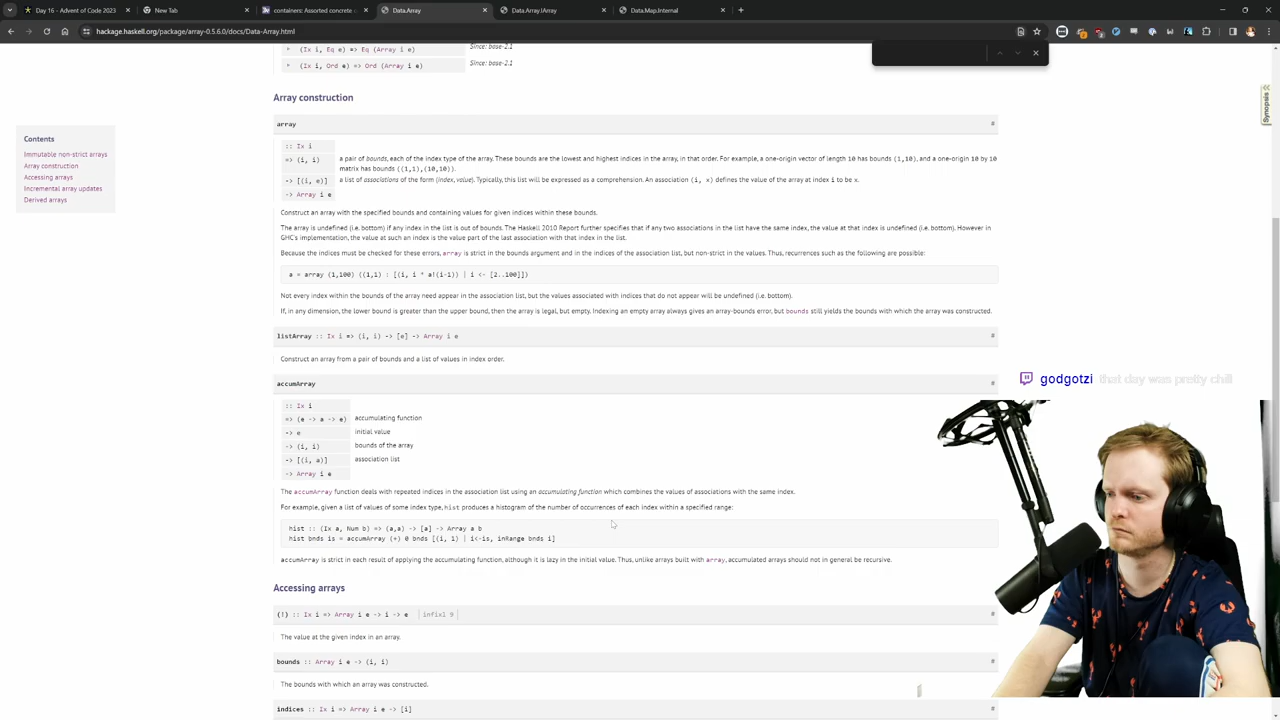 Day 16 - Advent of Code 2023
New Tab
containers: Assorted concrete
Data.Array
Data.Array.IArray
Data.Map.Internal
hackage.haskell.org/package/array-0.5.6.0/docs/Data-Array.html
(Ix i, Eq e) => Eq (Array i e)
Since: base-2.1
(Ix i, Ord e) => Ord (Array i e)
Since: base-2.1
Synopsis
Array construction
array
#
Contents
Immutable non-strict arrays
Array construction
Accessing arrays
Incremental array updates
Derived arrays
:: Ix i
=> (i, i)
a pair of bounds, each of the index type of the array. These bounds are the lowest and highest indices in the array, in that order. For example, a one-origin vector of length 10 has bounds (1,10), and a one-origin 10 by 10
matrix has bounds ((1,1),(10,10)).
-> [(i, e)]
a list of associations of the form (index, value). Typically, this list will be expressed as a comprehension. An association (i, x) defines the value of the array at index i to be x.
-> Array i e
Construct an array with the specified bounds and containing values for given indices within these bounds.
The array is undefined (i.e. bottom) if any index in the list is out of bounds. The Haskell 2010 Report further specifies that if any two associations in the list have the same index, the value at that index is undefined (i.e. bottom). However in
GHC's implementation, the value at such an index is the value part of the last association with that index in the list.
Because the indices must be checked for these errors, array is strict in the bounds argument and in the indices of the association list, but non-strict in the values. Thus, recurrences such as the following are possible:
a = array (1,100) ((1,1) : [(i, i * a!(i-1)) | i <- [2..100]])
Not every index within the bounds of the array need appear in the association list, but the values associated with indices that do not appear will be undefined (i.e. bottom).
If, in any dimension, the lower bound is greater than the upper bound, then the array is legal, but empty. Indexing an empty array always gives an array-bounds error, but bounds still yields the bounds with which the array was constructed.
listArray :: Ix i => (i, i) -> [e] -> Array i e
#
Construct an array from a pair of bounds and a list of values in index order.
accumArray
#
:: Ix i
=> (e -> a -> e)
accumulating function
-> e
initial value
-> (i, i)
bounds of the array
-> [(i, a)]
association list
-> Array i e
The accumArray function deals with repeated indices in the association list using an accumulating function which combines the values of associations with the same index.
For example, given a list of values of some index type, hist produces a histogram of the number of occurrences of each index within a specified range:
hist :: (Ix a, Num b) => (a,a) -> [a] -> Array a b
hist bnds is = accumArray (+) 0 bnds [(i, 1) | i<-is, inRange bnds i]
accumArray is strict in each result of applying the accumulating function, although it is lazy in the initial value. Thus, unlike arrays built with array, accumulated arrays should not in general be recursive.
Accessing arrays
(!) :: Ix i => Array i e -> i -> e
infixl 9
#
The value at the given index in an array.
bounds :: Array i e -> (i, i)
#
The bounds with which an array was constructed.
indices :: Ix i => Array i e -> [i]
#
godgotzi that day was pretty chill